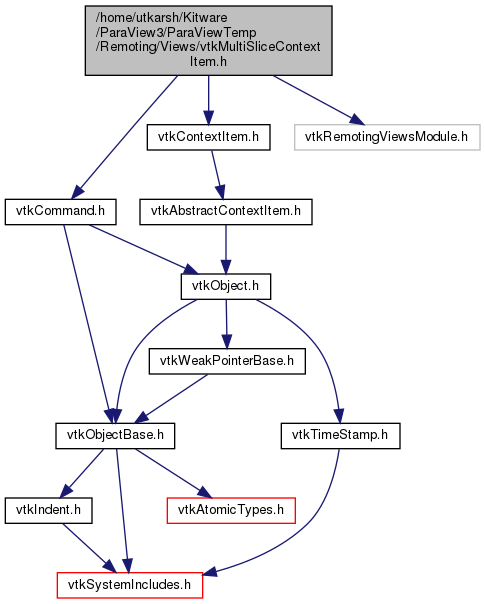 /home/utkarsh/Kitware
/ParaView3/ParaViewTemp
/Remoting/Views/vtkMultiSliceContext
Item.h
vtkContextItem.h
vtkRemotingViewsModule.h
vtkCommand.h
vtkAbstractContextItem.h
vtkObject.h
vtkWeakPointerBase.h
vtkObjectBase.h
vtkTimeStamp.h
vtkIndent.h
vtkAtomicTypes.h
vtkSystemIncludes.h